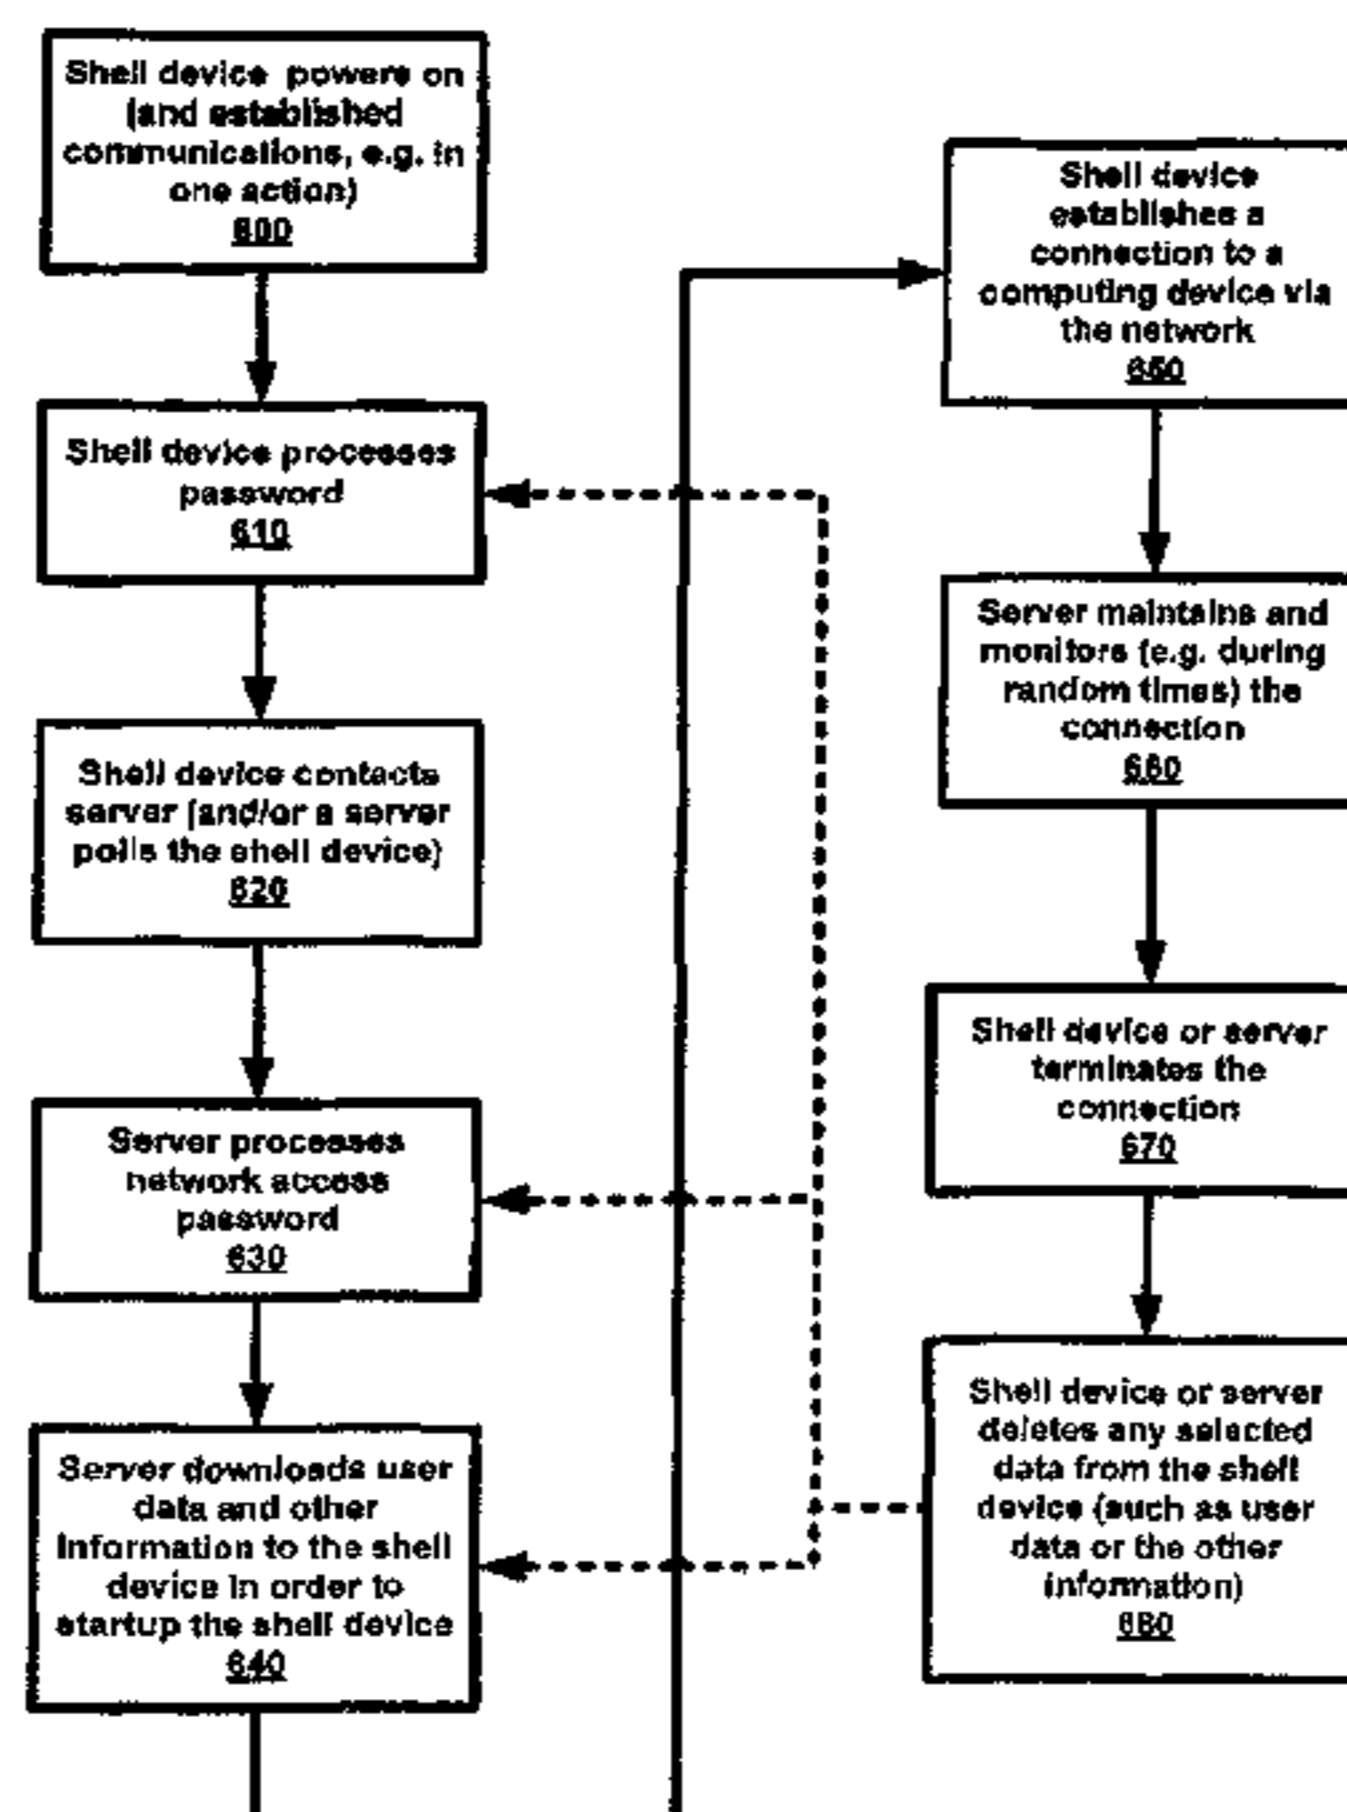 Shell device powers on
(and established
communications, e.g. in
one action)
600
Shell device processes
password
610
Shell device contacts
server (and/or a server
polls the shell device)
620
Server processes
network access
password
630
Server downloads user
data and other
information to the shell
device in order to
startup the shell device
640
Shell device
establishes a
connection to a
computing device via
the network
650
Server maintains and
monitors (e.g. during
random times) the
connection
660
Shell device or server
terminates the
connection
670
Shell device or server
deletes any selected
data from the shell
device (such as user
data or the other
information)
680